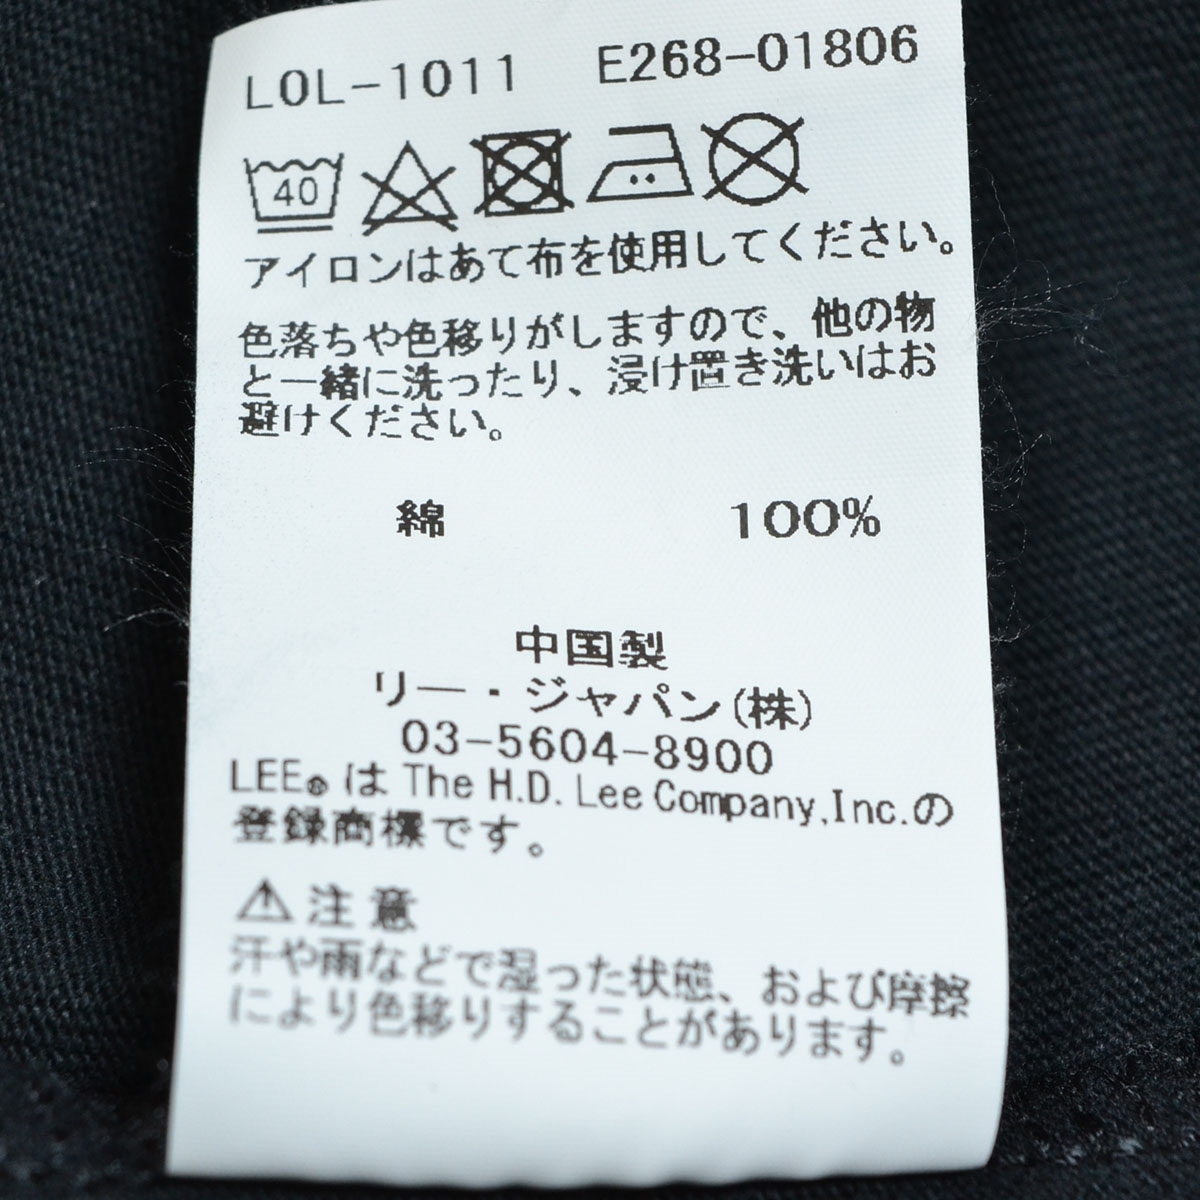 LOL-1011 E268-01806
40
アイロンはあて布を使用してください。
色落ちや色移りがしますので、他の物
と一緒に洗ったり、浸け置き洗いはお
避けください。
綿 100%
中国製
リー・ジャパン(株)
03-5604-8900
LEE®は The H.D. Lee Company,Inc.の
登録商標です。
⚠注意
汗や雨などで湿った状態、および摩擦
により色移りすることがあります。